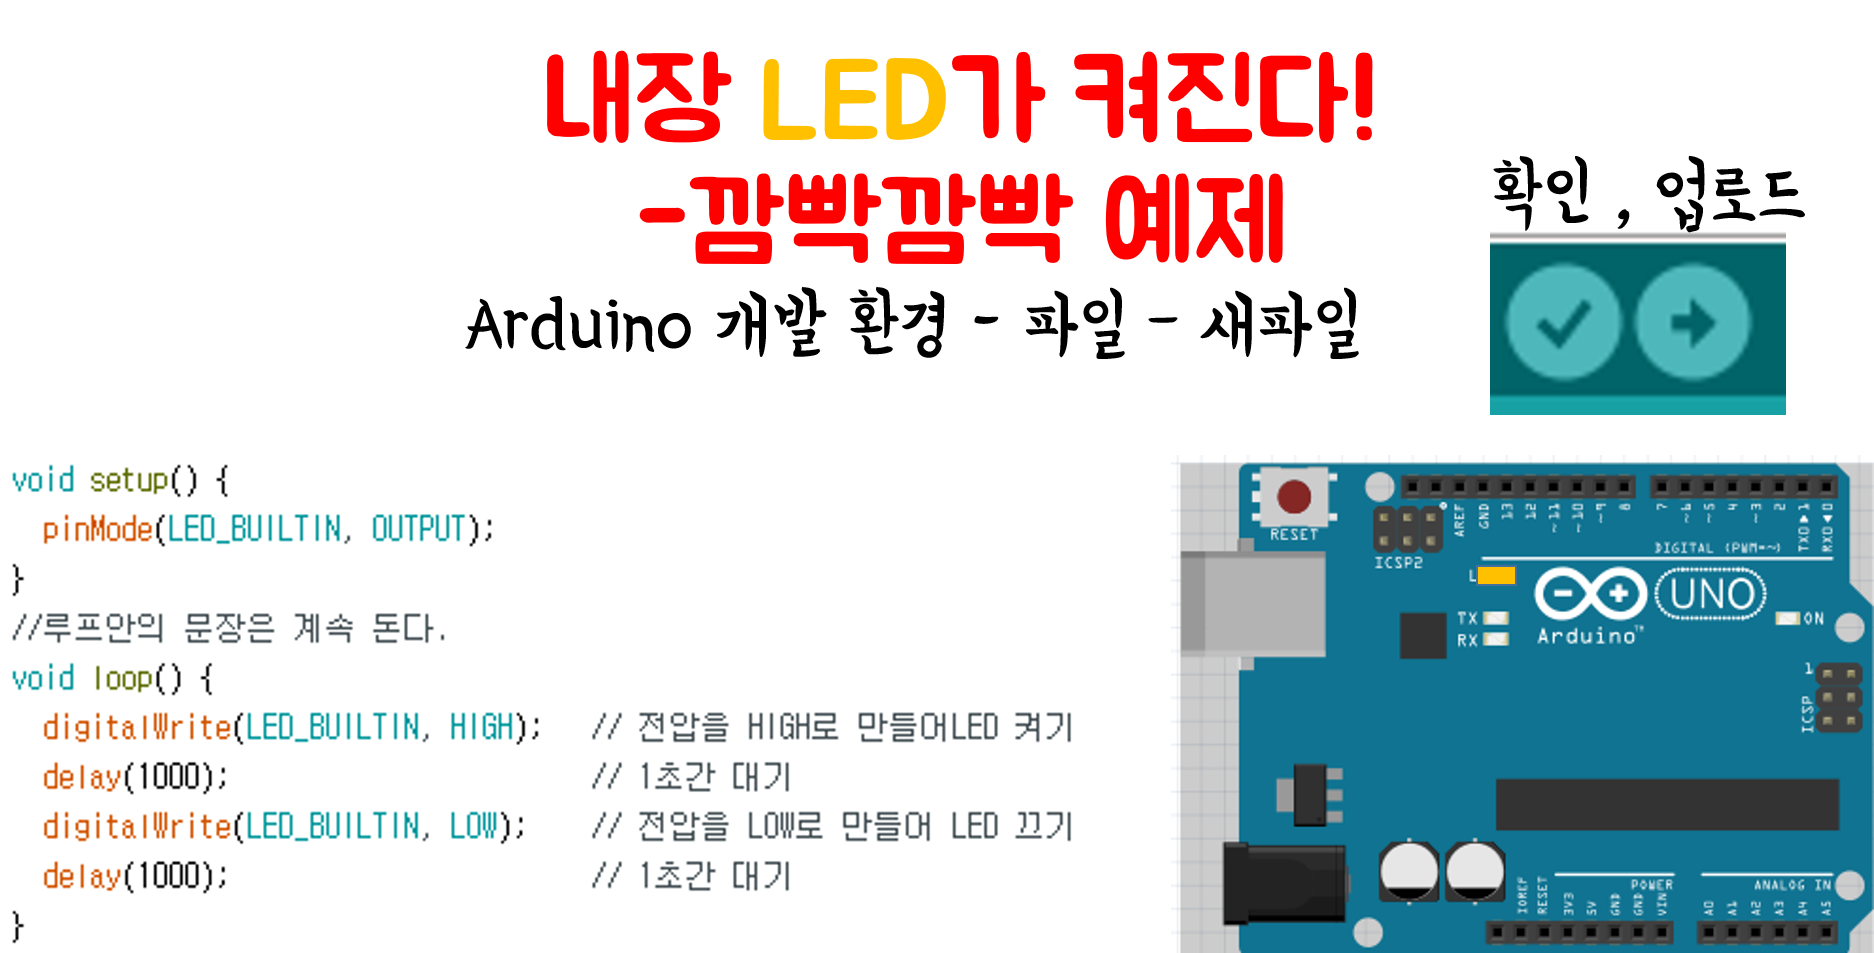 내장 LED가 켜진다!
-깜빡깜빡 예제
Arduino 개발 환경 - 파일 - 새파일
확인 , 업로드
void setup() {
  pinMode(LED_BUILTIN, OUTPUT);
}
//루프안의 문장은 계속 돈다.
void loop() {
  digitalWrite(LED_BUILTIN, HIGH);   // 전압을 HIGH로 만들어LED 켜기
  delay(1000);                       // 1초간 대기
  digitalWrite(LED_BUILTIN, LOW);    // 전압을 LOW로 만들어 LED 끄기
  delay(1000);                       // 1초간 대기
}
RESET
ICSP2
AREF
GND
13
12
~11
~10
~9
8
7
~6
~5
4
~3
2
TX0▶1
RX0◀0
DIGITAL (PWM=~)
L
TX
RX
UNO
Arduino™
ON
1
ICSP
IOREF
RESET
3V3
5V
GND
GND
VIN
POWER
ANALOG IN
A0
A1
A2
A3
A4
A5